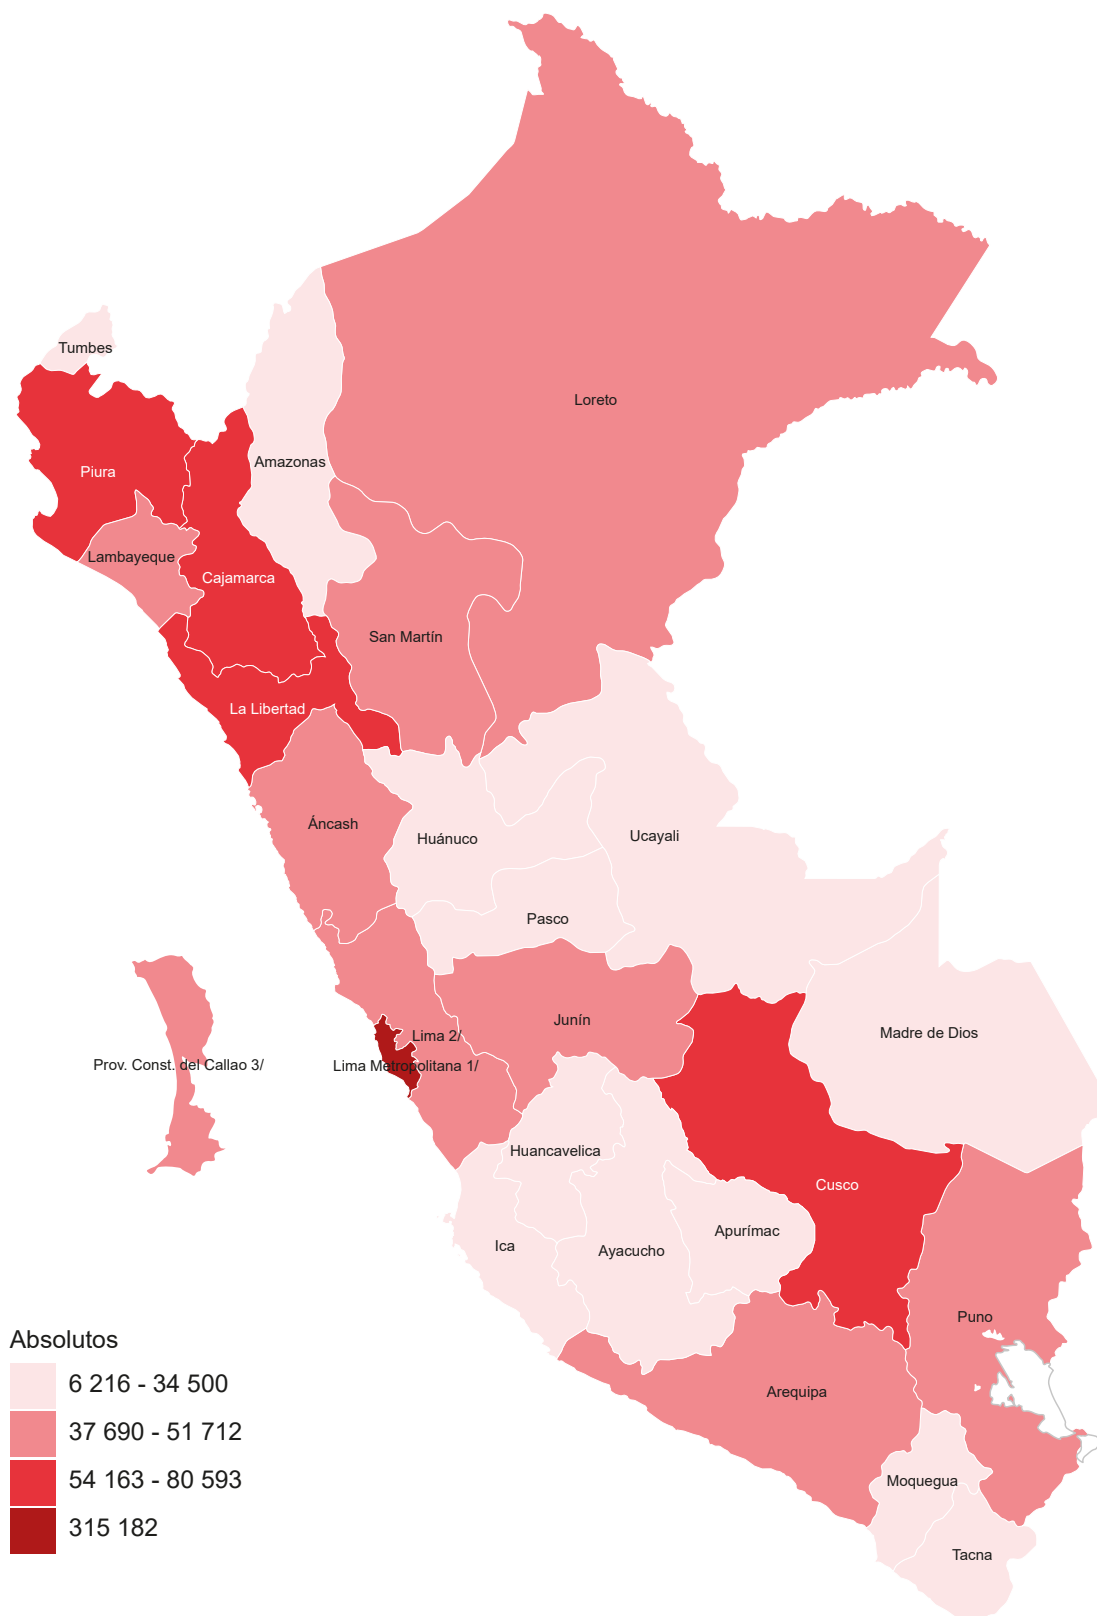 Tumbes
Loreto
Piura
Amazonas
Lambayeque
Cajamarca
San Martín
La Libertad
Áncash
Huánuco
Ucayali
Pasco
Junín
Madre de Dios
Lima 2/
Prov. Const. del Callao 3/
Lima Metropolitana 1/
Huancavelica
Cusco
Apurímac
Ica
Ayacucho
Puno
Arequipa
Moquegua
Tacna
Absolutos
6 216 - 34 500
37 690 - 51 712
54 163 - 80 593
315 182